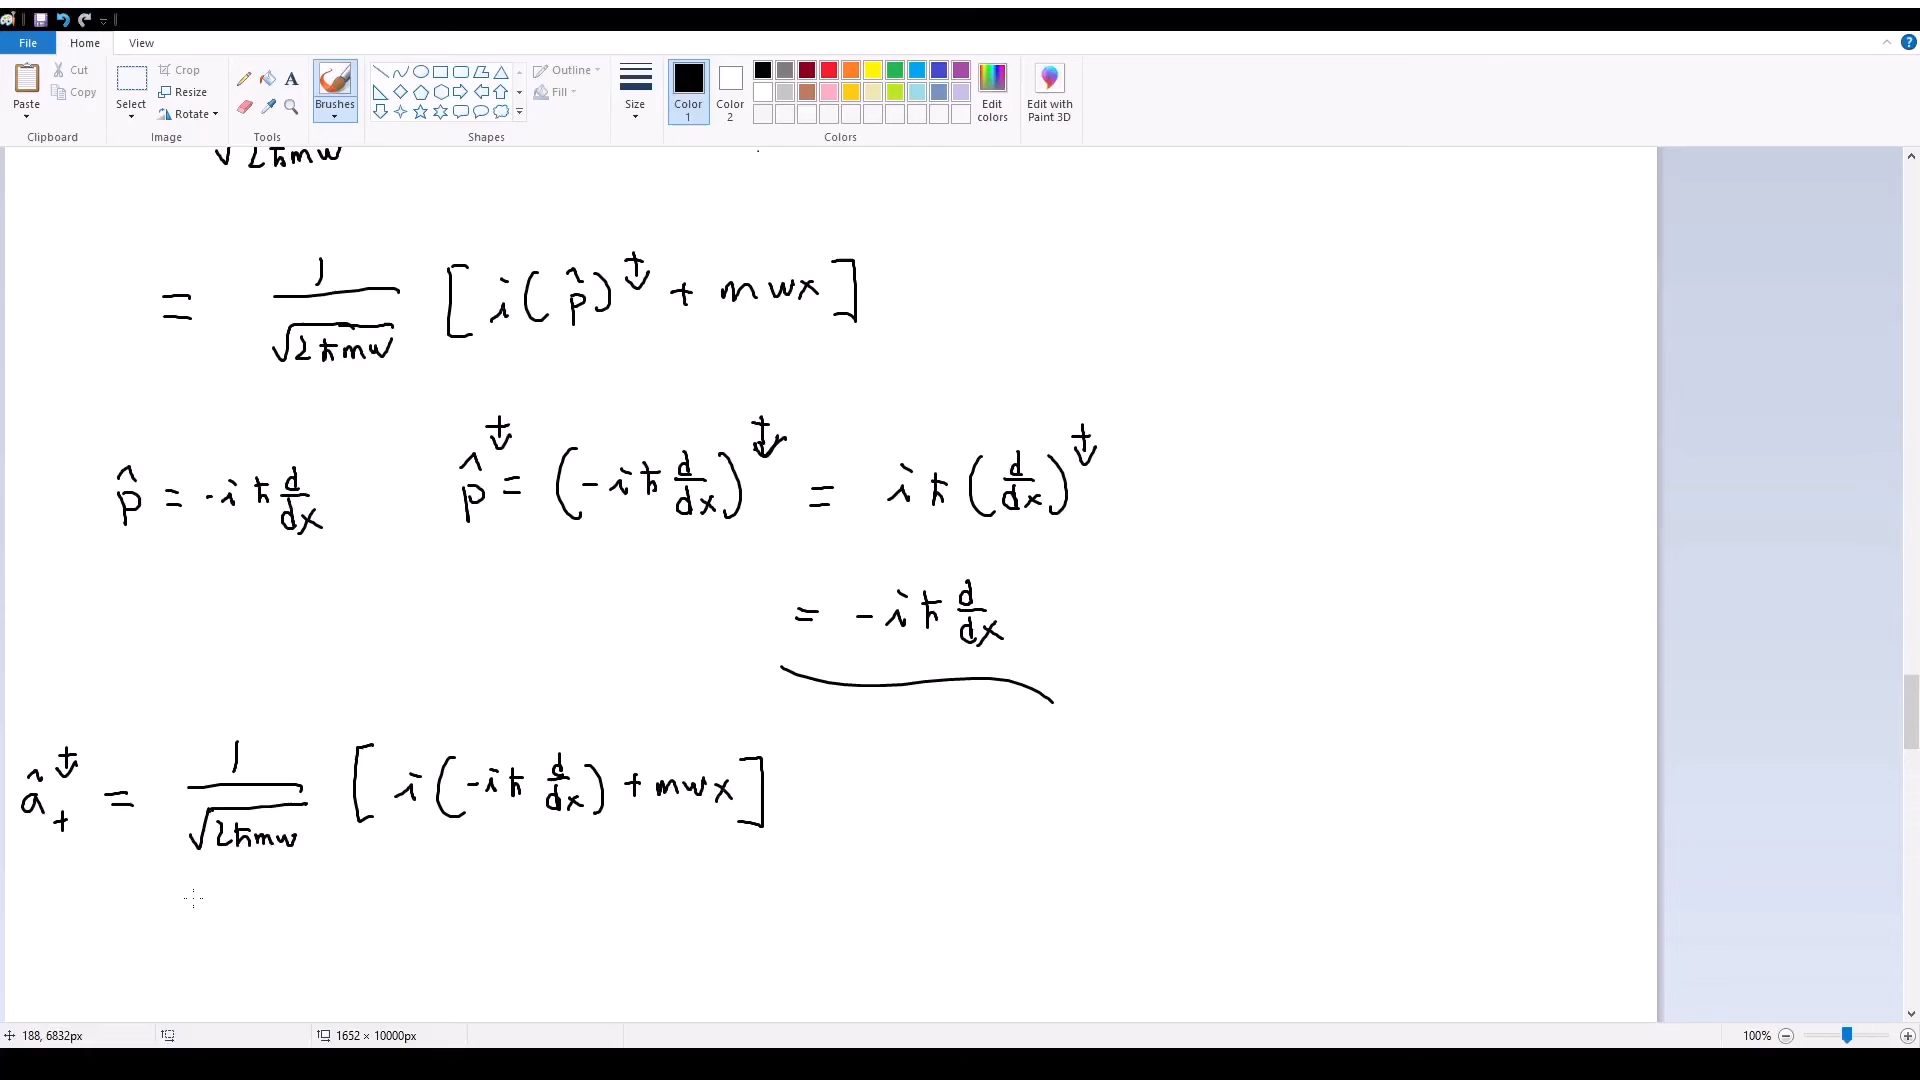 File Home View
Paste Cut Copy Clipboard
Select Crop Resize Rotate Image
A Tools
Brushes
Shapes Outline Fill
Size
Color 1 Color 2 Edit colors Colors
Edit with Paint 3D
√2ℏmω
= 1/√2ℏmω [ i(p̂)† + mωx ]
p̂ = -iℏ d/dx p̂† = (-iℏ d/dx)† = iℏ (d/dx)†
= -iℏ d/dx
â₊† = 1/√2ℏmω [ i(-iℏ d/dx) + mωx ]
188, 6832px 1652 × 10000px 100%